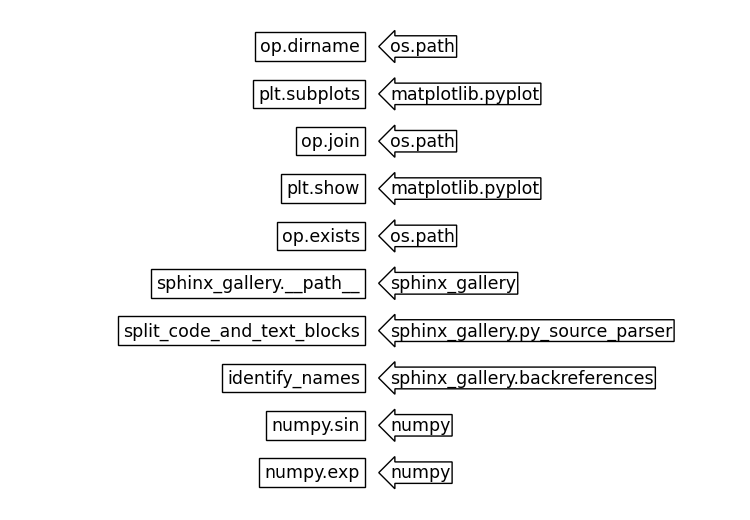 op.dirname os.path
plt.subplots matplotlib.pyplot
op.join os.path
plt.show matplotlib.pyplot
op.exists os.path
sphinx_gallery.__path__ sphinx_gallery
split_code_and_text_blocks sphinx_gallery.py_source_parser
identify_names sphinx_gallery.backreferences
numpy.sin numpy
numpy.exp numpy